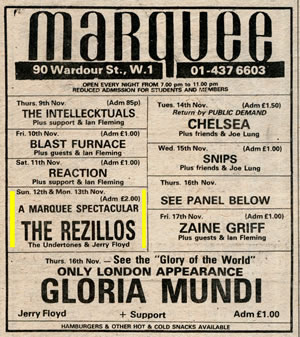 marquee
90 Wardour St., W.1 01-437 6603
OPEN EVERY NIGHT FROM 7.00 pm to 11.00 pm
REDUCED ADMISSION FOR STUDENTS AND MEMBERS
Thurs. 9th Nov. (Adm 85p)
THE INTELLECKTUALS
Plus support & Ian Fleming
Fri. 10th Nov. (Adm £1.00)
BLAST FURNACE
Plus guests & Ian Fleming
Sat. 11th Nov. (Adm £1.00)
REACTION
Plus support & Ian Fleming
Sun. 12th & Mon. 13th Nov.
(Adm £2.00)
A MARQUEE SPECTACULAR
THE REZILLOS
The Undertones & Jerry Floyd
Tues. 14th Nov. (Adm £1.50)
Return by PUBLIC DEMAND
CHELSEA
Plus friends & Joe Lung
Wed. 15th Nov. (Adm £1.00)
SNIPS
Plus friends & Joe Lung
Thurs. 16th Nov.
SEE PANEL BELOW
Fri. 17th Nov. (Adm £1.00)
ZAINE GRIFF
Plus guests & Ian Fleming
Thurs. 16th Nov. — See the "Glory of the World"
ONLY LONDON APPEARANCE
GLORIA MUNDI
Jerry Floyd + Support Adm £1.00
HAMBURGERS & OTHER HOT & COLD SNACKS AVAILABLE